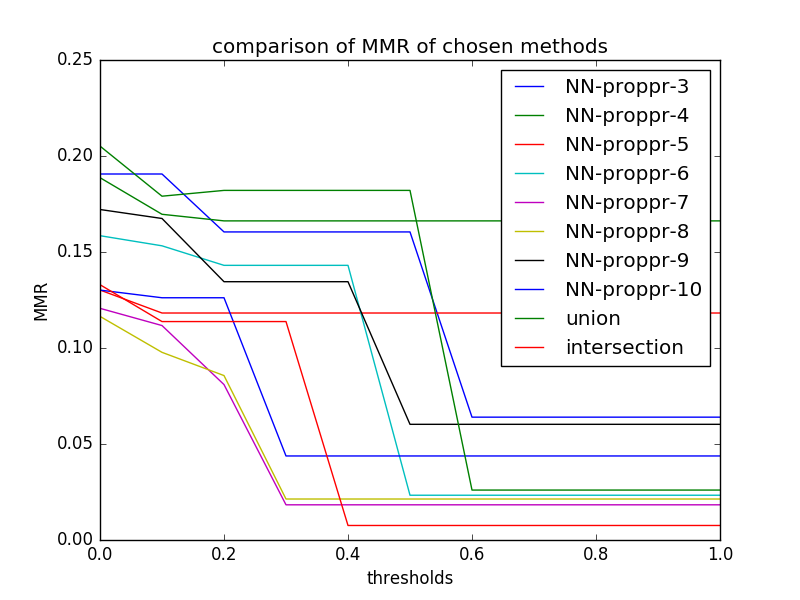 comparison of MMR of chosen methods
0.25
0.20
0.15
0.10
0.05
0.00
MMR
NN-proppr-3
NN-proppr-4
NN-proppr-5
NN-proppr-6
NN-proppr-7
NN-proppr-8
NN-proppr-9
NN-proppr-10
union
intersection
0.0 0.2 0.4 0.6 0.8 1.0
thresholds